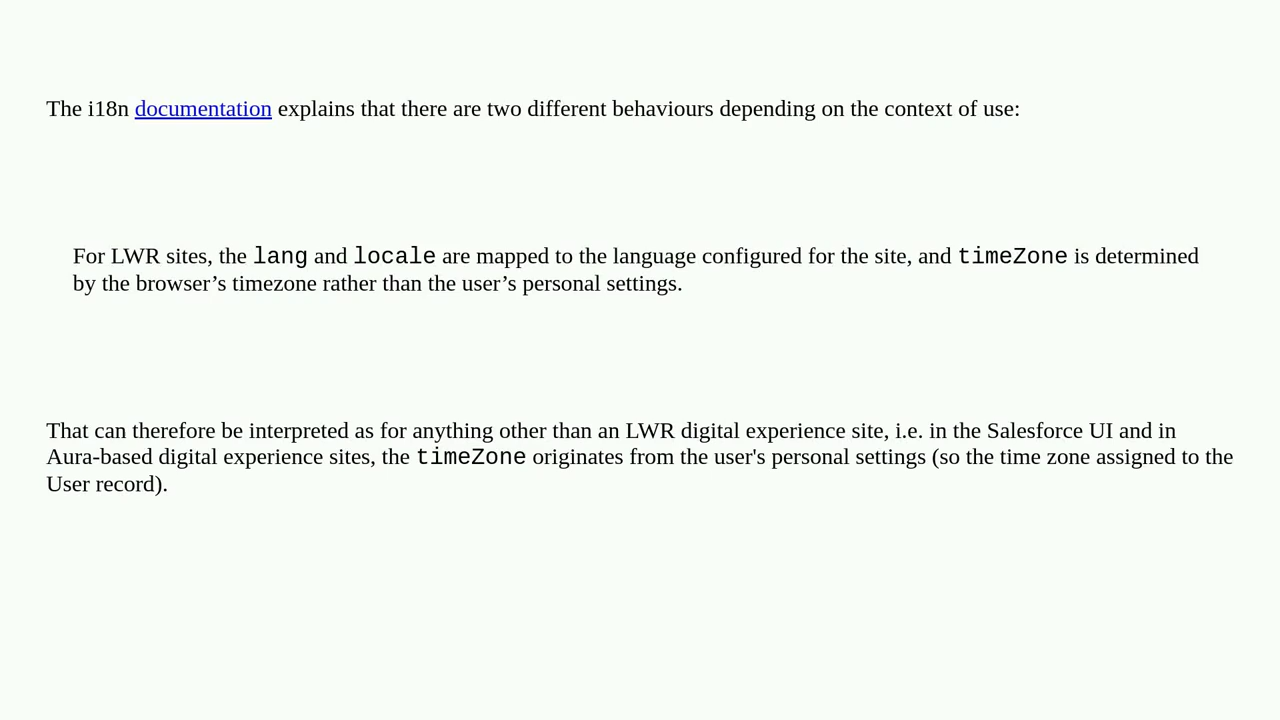 The i18n documentation explains that there are two different behaviours depending on the context of use:
For LWR sites, the lang and locale are mapped to the language configured for the site, and timeZone is determined
by the browser’s timezone rather than the user’s personal settings.
That can therefore be interpreted as for anything other than an LWR digital experience site, i.e. in the Salesforce UI and in
Aura-based digital experience sites, the timeZone originates from the user's personal settings (so the time zone assigned to the
User record).